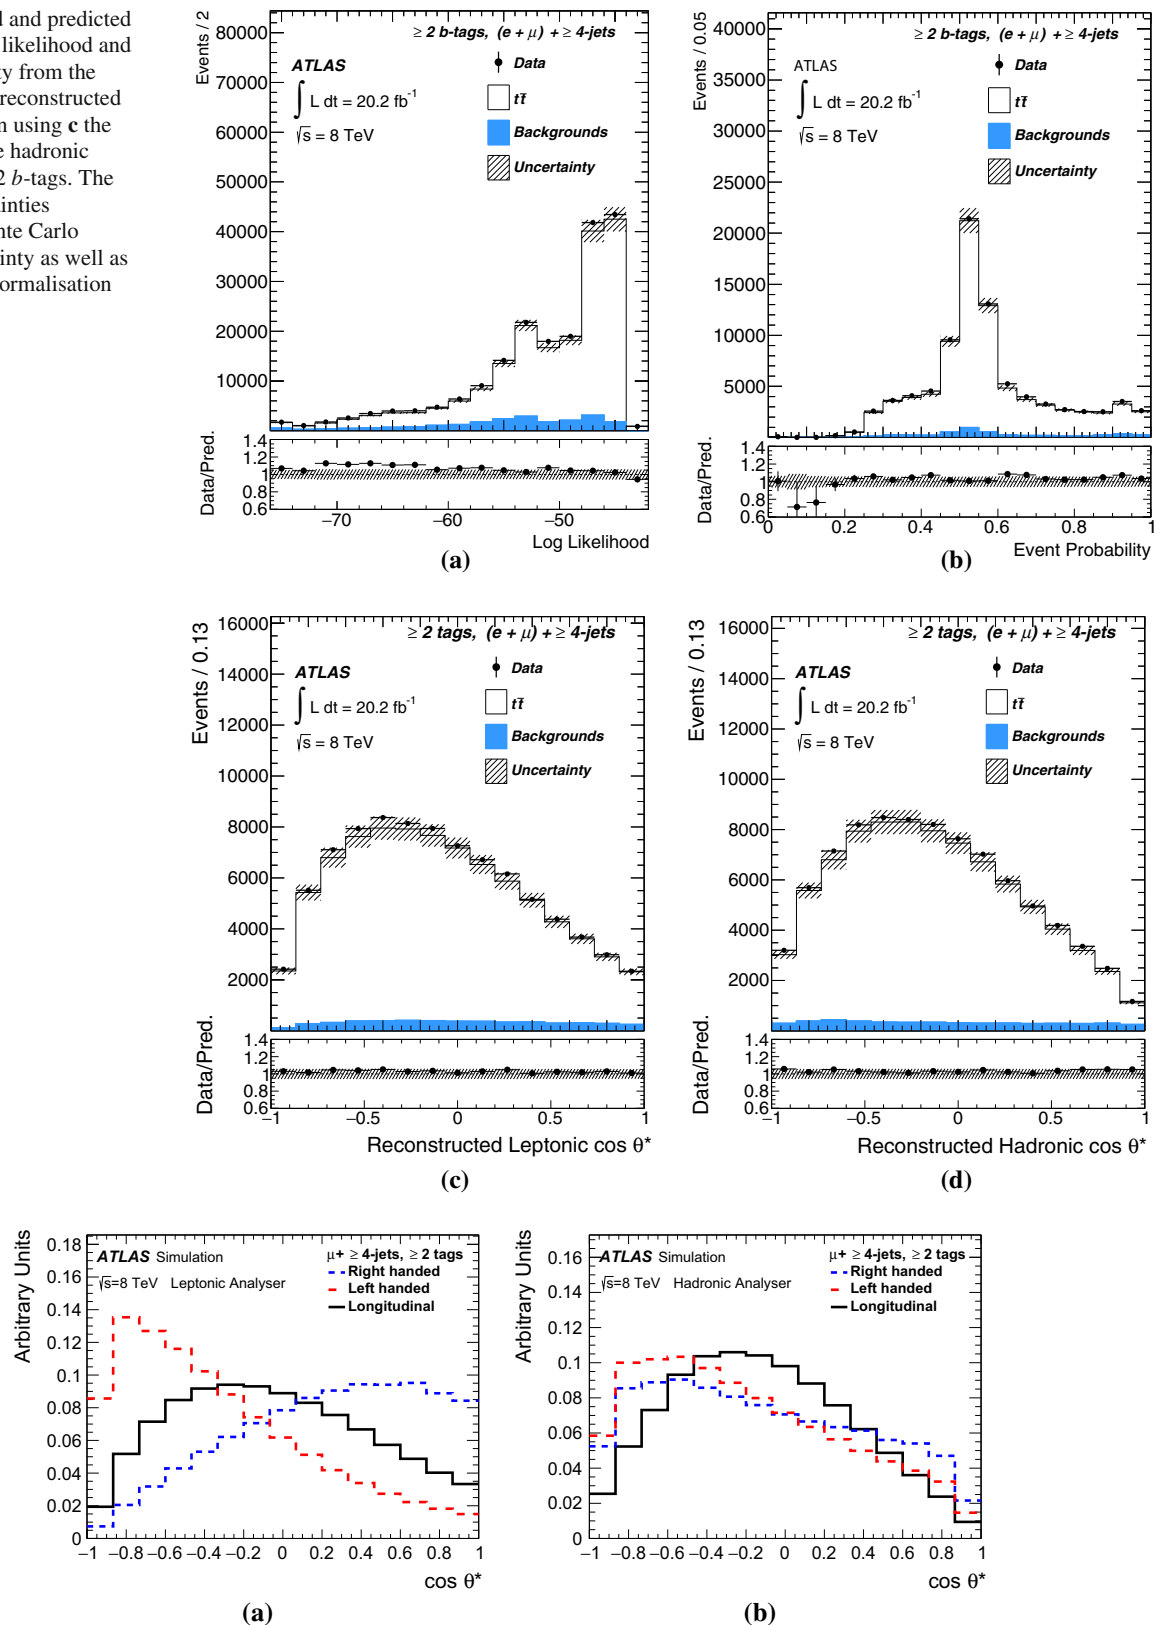 d and predicted
likelihood and
ty from the
reconstructed
n using c the
e hadronic
2 b-tags. The
ainties
nte Carlo
inty as well as
ormalisation
Events / 2
80000
70000
60000
50000
40000
30000
20000
10000
≥ 2 b-tags, (e + μ) + ≥ 4-jets
ATLAS
∫ L dt = 20.2 fb⁻¹
√s = 8 TeV
Data
tt̄
Backgrounds
Uncertainty
Data/Pred.
1.4
1.2
1
0.8
0.6
−70 −60 −50
Log Likelihood
(a)
Events / 0.05
40000
35000
30000
25000
20000
15000
10000
5000
≥ 2 b-tags, (e + μ) + ≥ 4-jets
ATLAS
∫ L dt = 20.2 fb⁻¹
√s = 8 TeV
Data
tt̄
Backgrounds
Uncertainty
Data/Pred.
1.4
1.2
1
0.8
0.6
0 0.2 0.4 0.6 0.8 1
Event Probability
(b)
Events / 0.13
16000
14000
12000
10000
8000
6000
4000
2000
≥ 2 tags, (e + μ) + ≥ 4-jets
ATLAS
∫ L dt = 20.2 fb⁻¹
√s = 8 TeV
Data
tt̄
Backgrounds
Uncertainty
Data/Pred.
1.4
1.2
1
0.8
0.6
−1 −0.5 0 0.5 1
Reconstructed Leptonic cos θ*
(c)
Events / 0.13
16000
14000
12000
10000
8000
6000
4000
2000
≥ 2 tags, (e + μ) + ≥ 4-jets
ATLAS
∫ L dt = 20.2 fb⁻¹
√s = 8 TeV
Data
tt̄
Backgrounds
Uncertainty
Data/Pred.
1.4
1.2
1
0.8
0.6
−1 −0.5 0 0.5 1
Reconstructed Hadronic cos θ*
(d)
Arbitrary Units
0.18
0.16
0.14
0.12
0.1
0.08
0.06
0.04
0.02
0
ATLAS Simulation
√s=8 TeV Leptonic Analyser
μ+ ≥ 4-jets, ≥ 2 tags
Right handed
Left handed
Longitudinal
−1 −0.8 −0.6 −0.4 −0.2 0 0.2 0.4 0.6 0.8 1
cos θ*
(a)
Arbitrary Units
0.16
0.14
0.12
0.1
0.08
0.06
0.04
0.02
0
ATLAS Simulation
√s=8 TeV Hadronic Analyser
μ+ ≥ 4-jets, ≥ 2 tags
Right handed
Left handed
Longitudinal
−1 −0.8 −0.6 −0.4 −0.2 0 0.2 0.4 0.6 0.8 1
cos θ*
(b)